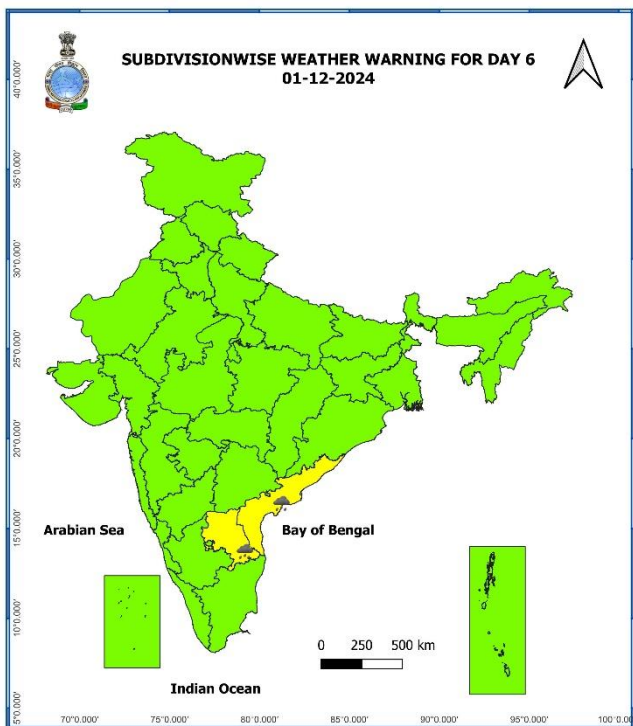 SUBDIVISIONWISE WEATHER WARNING FOR DAY 6
01-12-2024
40°0.000'
35°0.000'
30°0.000'
25°0.000'
20°0.000'
15°0.000'
10°0.000'
5°0.000'
Arabian Sea
Bay of Bengal
0 250 500 km
Indian Ocean
70°0.000' 75°0.000' 80°0.000' 85°0.000' 90°0.000' 95°0.000' 100°0.0